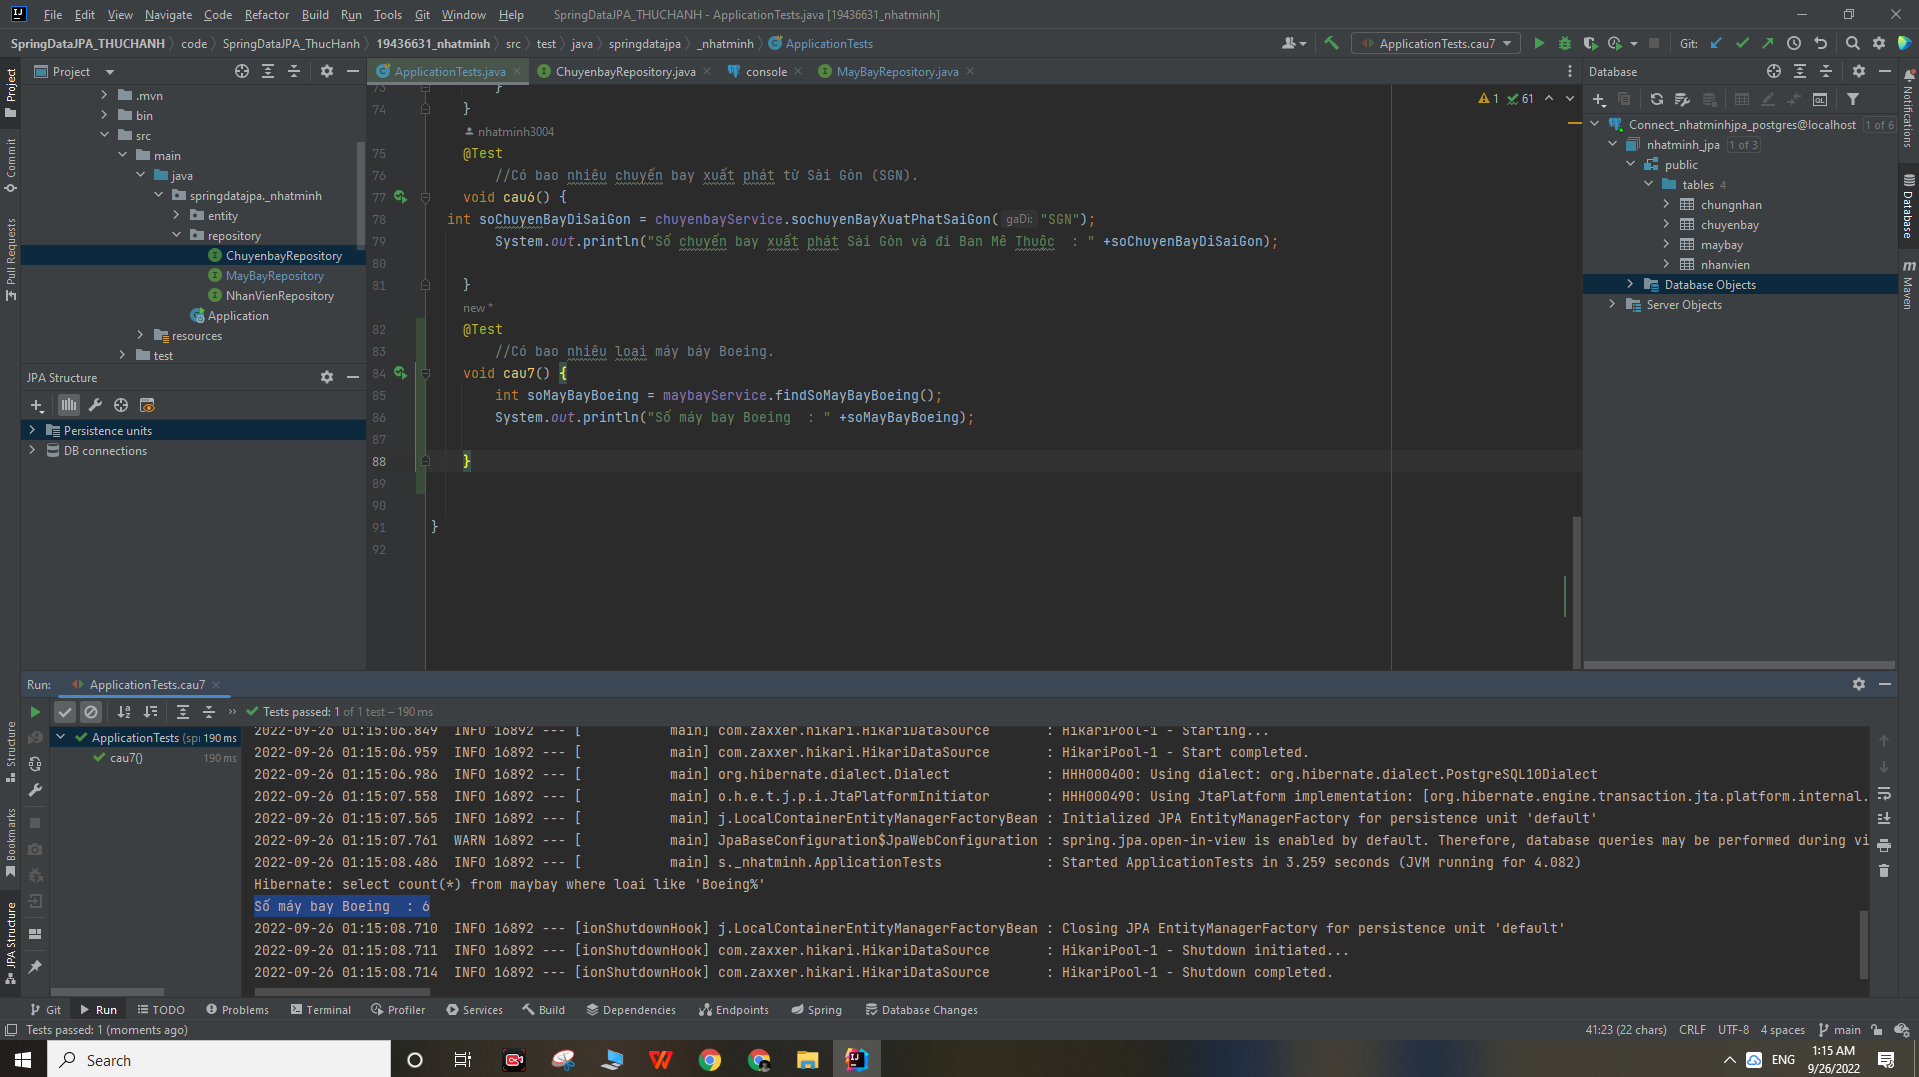 File Edit View Navigate Code Refactor Build Run Tools Git Window Help SpringDataJPA_THUCHANH - ApplicationTests.java [19436631_nhatminh]
SpringDataJPA_THUCHANH code SpringDataJPA_ThucHanh 19436631_nhatminh src test java springdatajpa _nhatminh ApplicationTests ApplicationTests.cau7 Git:
Project
ApplicationTests.java ChuyenbayRepository.java console MayBayRepository.java
Database
.mvn
bin
src
main
java
springdatajpa._nhatminh
entity
repository
ChuyenbayRepository
MayBayRepository
NhanVienRepository
Application
resources
test
JPA Structure
Persistence units
DB connections
1 61
73 }
74 }
nhatminh3004
75 @Test
76 //Có bao nhiêu chuyến bay xuất phát từ Sài Gòn (SGN).
77 void cau6() {
78 int soChuyenBayDiSaiGon = chuyenbayService.sochuyenBayXuatPhatSaiGon( gaDi: "SGN");
79 System.out.println("Số chuyến bay xuất phát Sài Gòn và đi Ban Mê Thuộc  : " +soChuyenBayDiSaiGon);
80
81 }
new *
82 @Test
83 //Có bao nhiêu loại máy báy Boeing.
84 void cau7() {
85 int soMayBayBoeing = maybayService.findSoMayBayBoeing();
86 System.out.println("Số máy bay Boeing  : " +soMayBayBoeing);
87
88 }
89
90
91 }
92
Connect_nhatminhjpa_postgres@localhost 1 of 6
nhatminh_jpa 1 of 3
public
tables 4
chungnhan
chuyenbay
maybay
nhanvien
Database Objects
Server Objects
Project
Commit
Pull Requests
Structure
Bookmarks
JPA Structure
Notifications
Database
Maven
Run: ApplicationTests.cau7
Tests passed: 1 of 1 test – 190 ms
ApplicationTests (spr 190 ms
cau7() 190 ms
2022-09-26 01:15:06.849  INFO 16892 --- [           main] com.zaxxer.hikari.HikariDataSource       : HikariPool-1 - Starting...
2022-09-26 01:15:06.959  INFO 16892 --- [           main] com.zaxxer.hikari.HikariDataSource       : HikariPool-1 - Start completed.
2022-09-26 01:15:06.986  INFO 16892 --- [           main] org.hibernate.dialect.Dialect            : HHH000400: Using dialect: org.hibernate.dialect.PostgreSQL10Dialect
2022-09-26 01:15:07.558  INFO 16892 --- [           main] o.h.e.t.j.p.i.JtaPlatformInitiator       : HHH000490: Using JtaPlatform implementation: [org.hibernate.engine.transaction.jta.platform.internal.
2022-09-26 01:15:07.565  INFO 16892 --- [           main] j.LocalContainerEntityManagerFactoryBean : Initialized JPA EntityManagerFactory for persistence unit 'default'
2022-09-26 01:15:07.761  WARN 16892 --- [           main] JpaBaseConfiguration$JpaWebConfiguration : spring.jpa.open-in-view is enabled by default. Therefore, database queries may be performed during vi
2022-09-26 01:15:08.486  INFO 16892 --- [           main] s._nhatminh.ApplicationTests             : Started ApplicationTests in 3.259 seconds (JVM running for 4.082)
Hibernate: select count(*) from maybay where loai like 'Boeing%'
Số máy bay Boeing  : 6
2022-09-26 01:15:08.710  INFO 16892 --- [ionShutdownHook] j.LocalContainerEntityManagerFactoryBean : Closing JPA EntityManagerFactory for persistence unit 'default'
2022-09-26 01:15:08.711  INFO 16892 --- [ionShutdownHook] com.zaxxer.hikari.HikariDataSource       : HikariPool-1 - Shutdown initiated...
2022-09-26 01:15:08.714  INFO 16892 --- [ionShutdownHook] com.zaxxer.hikari.HikariDataSource       : HikariPool-1 - Shutdown completed.
Git Run TODO Problems Terminal Profiler Services Build Dependencies Endpoints Spring Database Changes
Tests passed: 1 (moments ago) 41:23 (22 chars) CRLF UTF-8 4 spaces main
Search ENG 1:15 AM
9/26/2022